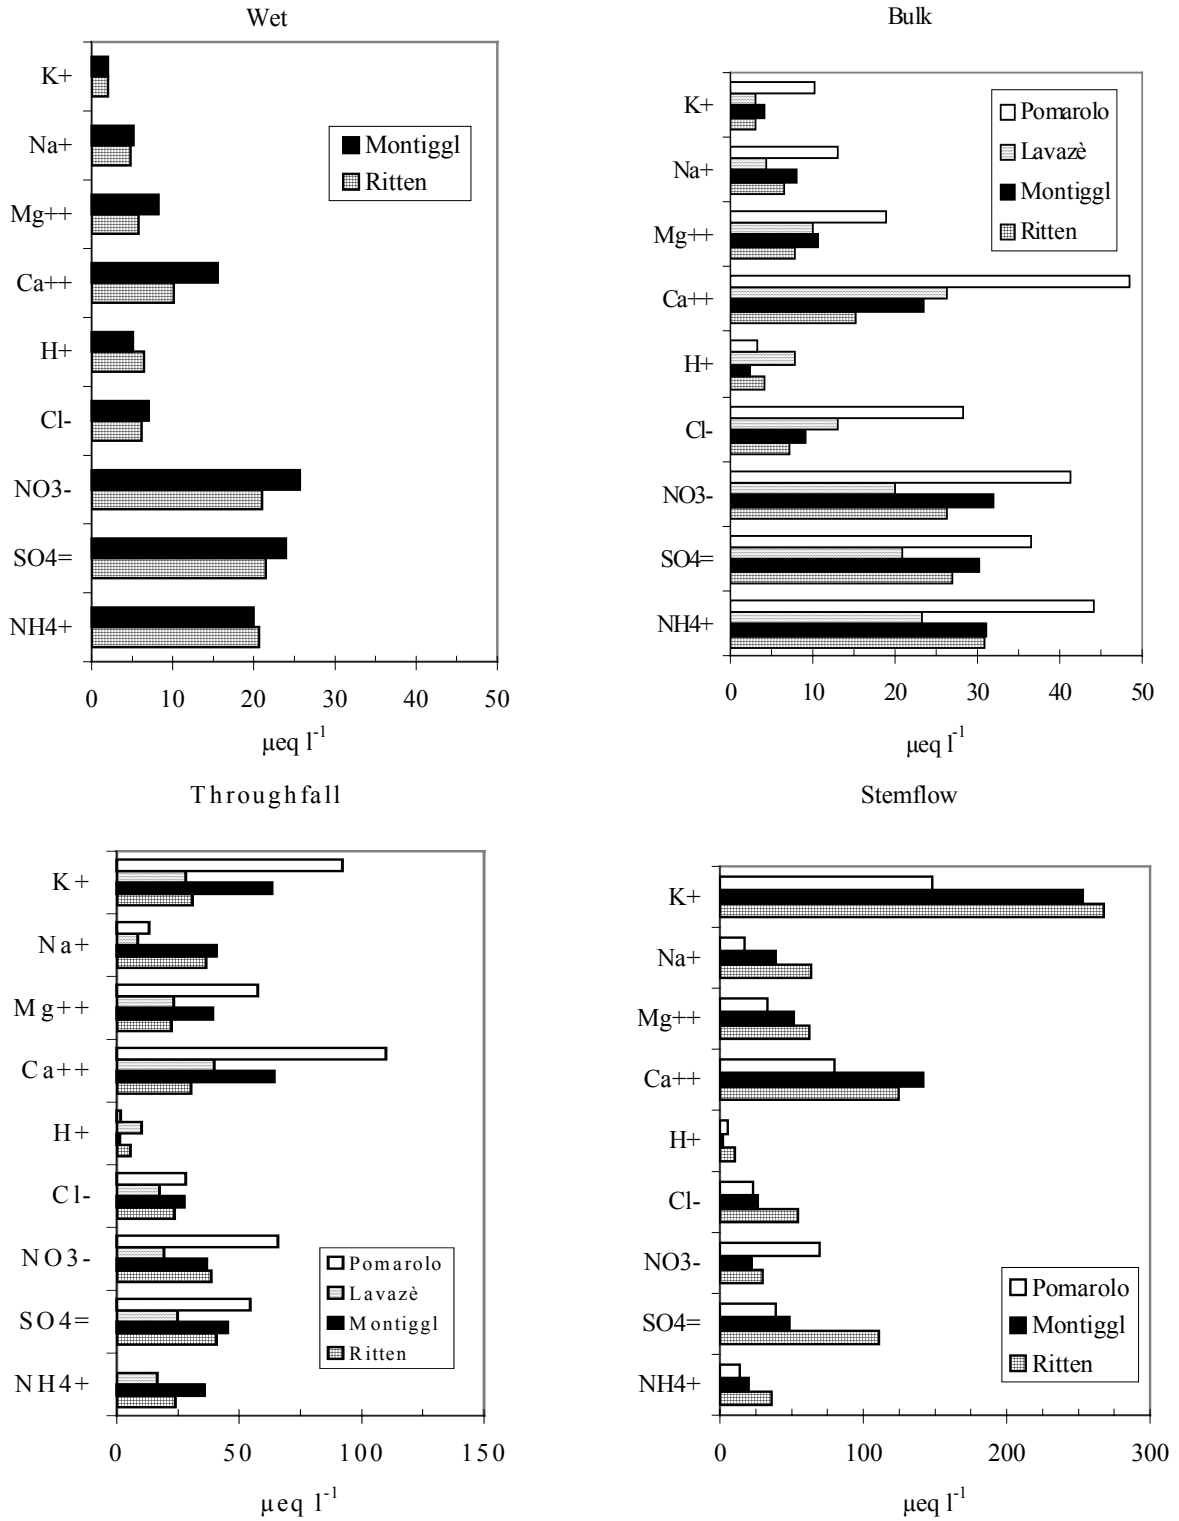 Wet
K+
Na+
Mg++
Ca++
H+
Cl-
NO3-
SO4=
NH4+
Montiggl
Ritten
0 10 20 30 40 50
µeq l-1
Bulk
K+
Na+
Mg++
Ca++
H+
Cl-
NO3-
SO4=
NH4+
Pomarolo
Lavazè
Montiggl
Ritten
0 10 20 30 40 50
µeq l-1
Throughfall
K+
Na+
Mg++
Ca++
H+
Cl-
NO3-
SO4=
NH4+
Pomarolo
Lavazè
Montiggl
Ritten
0 50 100 150
µeq l-1
Stemflow
K+
Na+
Mg++
Ca++
H+
Cl-
NO3-
SO4=
NH4+
Pomarolo
Montiggl
Ritten
0 100 200 300
µeq l-1